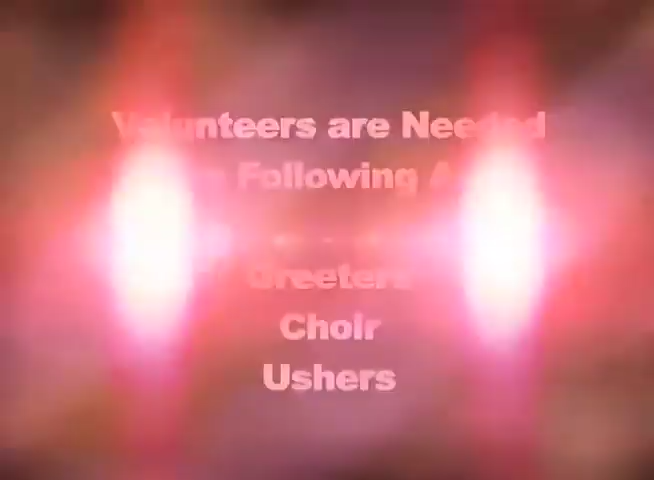 Volunteers are Needed
Following
Greeters
Choir
Ushers